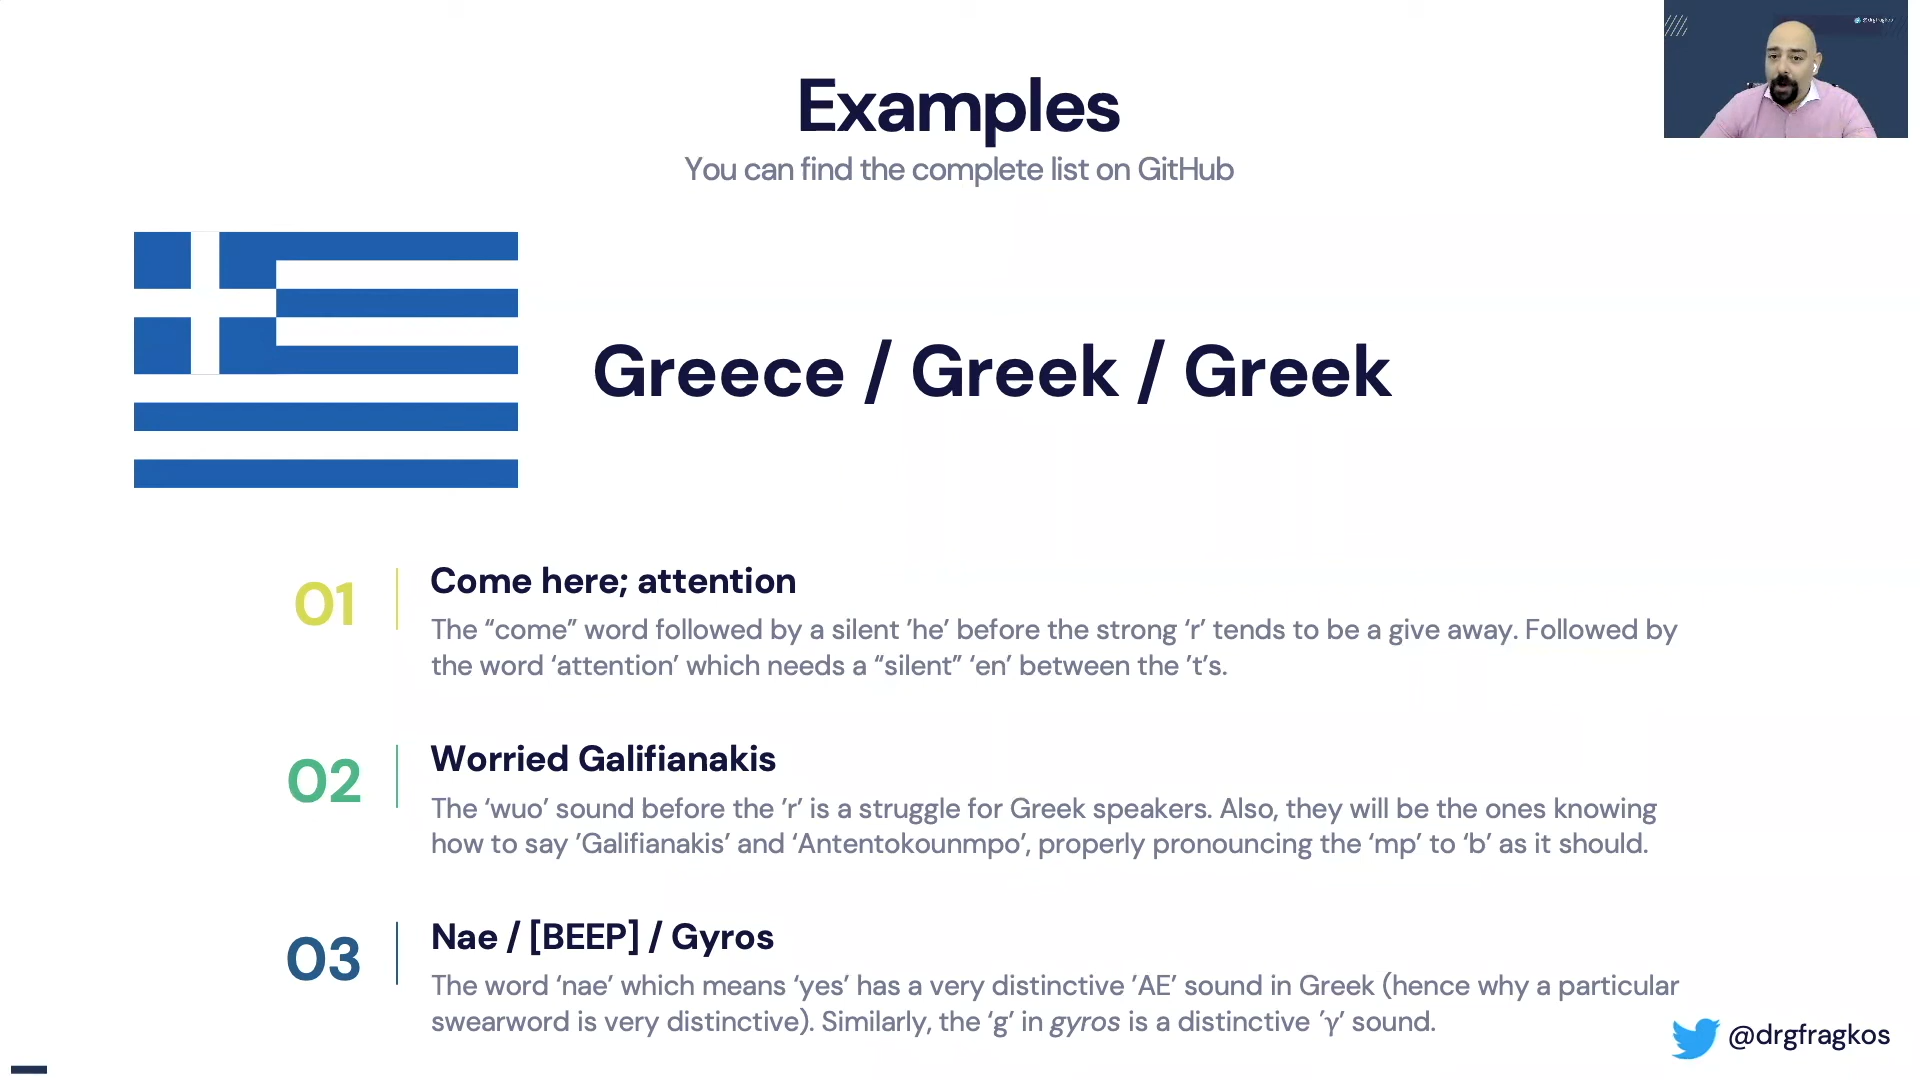 Examples
You can find the complete list on GitHub
Greece / Greek / Greek
01
Come here; attention
The “come” word followed by a silent ’he’ before the strong ‘r’ tends to be a give away. Followed by
the word ‘attention’ which needs a “silent” ‘en’ between the ’t’s.
02
Worried Galifianakis
The ‘wuo’ sound before the ’r’ is a struggle for Greek speakers. Also, they will be the ones knowing
how to say ’Galifianakis’ and ‘Antentokounmpo’, properly pronouncing the ‘mp’ to ‘b’ as it should.
03
Nae / [BEEP] / Gyros
The word ‘nae’ which means ‘yes’ has a very distinctive ’AE’ sound in Greek (hence why a particular
swearword is very distinctive). Similarly, the ‘g’ in gyros is a distinctive ’γ’ sound.
@drgfragkos